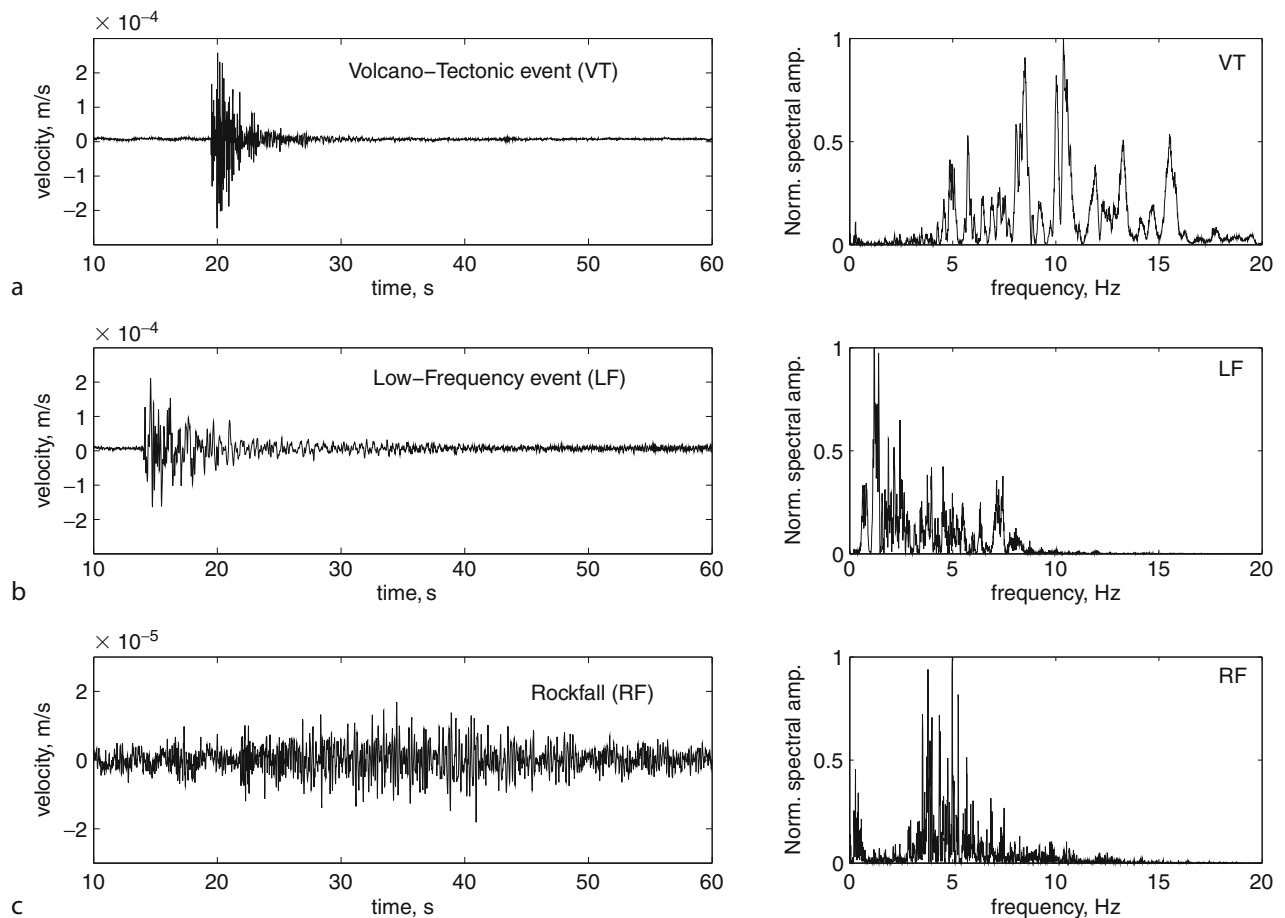 × 10⁻⁴
Volcano−Tectonic event (VT)
velocity, m/s
2
1
0
−1
−2
10 20 30 40 50 60
time, s
a
VT
Norm. spectral amp.
1
0.5
0
0 5 10 15 20
frequency, Hz
× 10⁻⁴
Low−Frequency event (LF)
velocity, m/s
2
1
0
−1
−2
10 20 30 40 50 60
time, s
b
LF
Norm. spectral amp.
1
0.5
0
0 5 10 15 20
frequency, Hz
× 10⁻⁵
Rockfall (RF)
velocity, m/s
2
0
−2
10 20 30 40 50 60
time, s
c
RF
Norm. spectral amp.
1
0.5
0
0 5 10 15 20
frequency, Hz